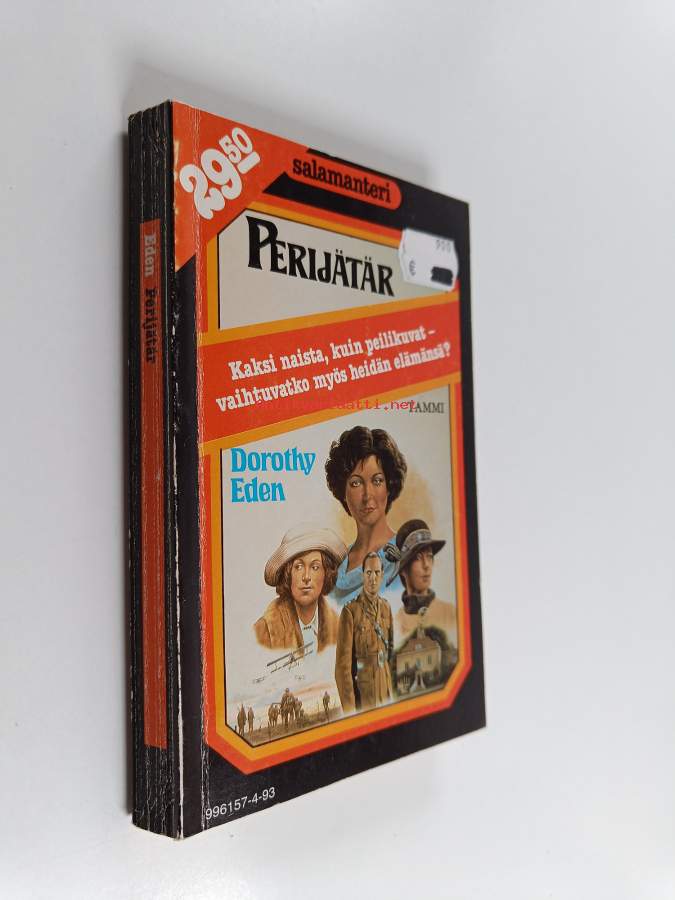 29 50
salamanteri
PERIJÄTÄR
€
Kaksi naista, kuin peilikuvat –
vaihtuvatko myös heidän elämänsä?
TAMMI
Dorothy
Eden
996157-4-93
Eden Perijätär